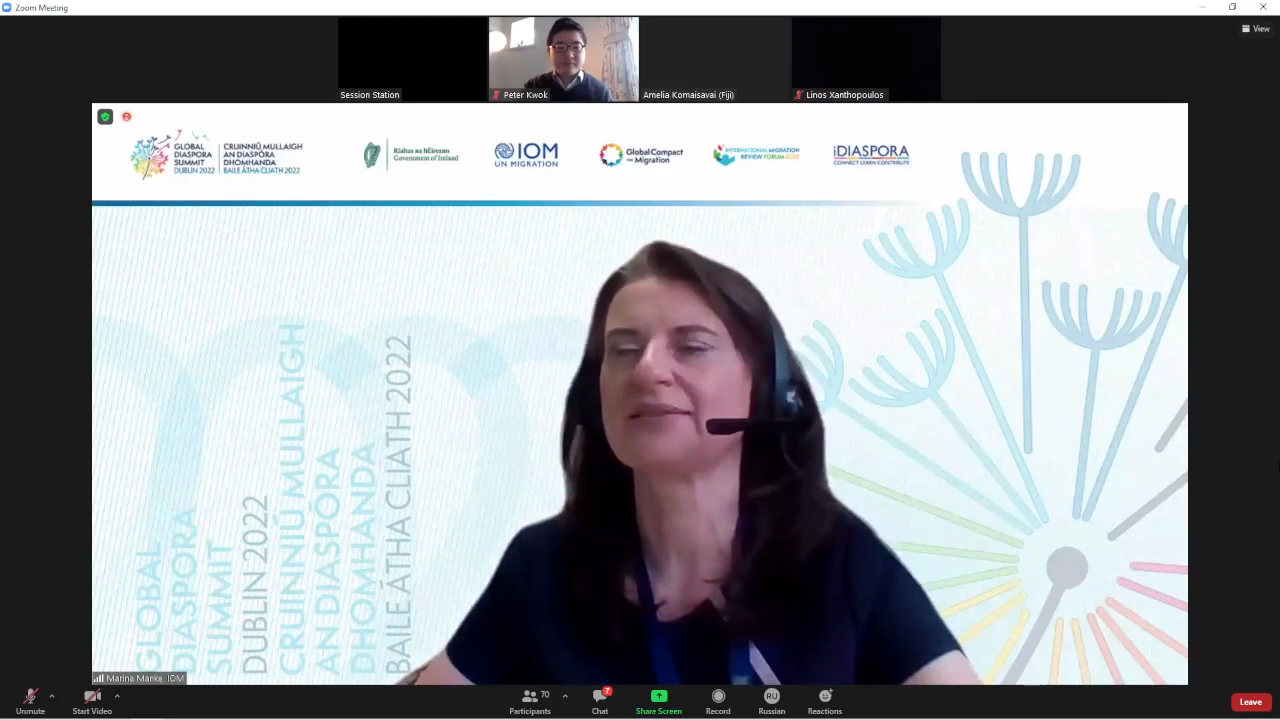 Zoom Meeting
View
Session Station
Peter Kwok
Amelia Komaisavai (Fiji)
Linos Xanthopoulos
GLOBAL
DIASPORA
SUMMIT
DUBLIN 2022
CRUINNIÚ MULLAIGH
AN DIASPÓRA
DHOMHANDA
BAILE ÁTHA CLIATH 2022
Rialtas na hÉireann
Government of Ireland
IOM
UN MIGRATION
Global Compact
for Migration
INTERNATIONAL MIGRATION
REVIEW FORUM 2022
iDIASPORA
CONNECT LEARN CONTRIBUTE
GLOBAL
DIASPORA
SUMMIT
DUBLIN 2022
CRUINNIÚ MULLAIGH
AN DIASPÓRA
DHOMHANDA
BAILE ÁTHA CLIATH 2022
Marina Manke, IOM
Unmute
Start Video
70
Participants
7
Chat
Share Screen
Record
RU
Russian
Reactions
Leave